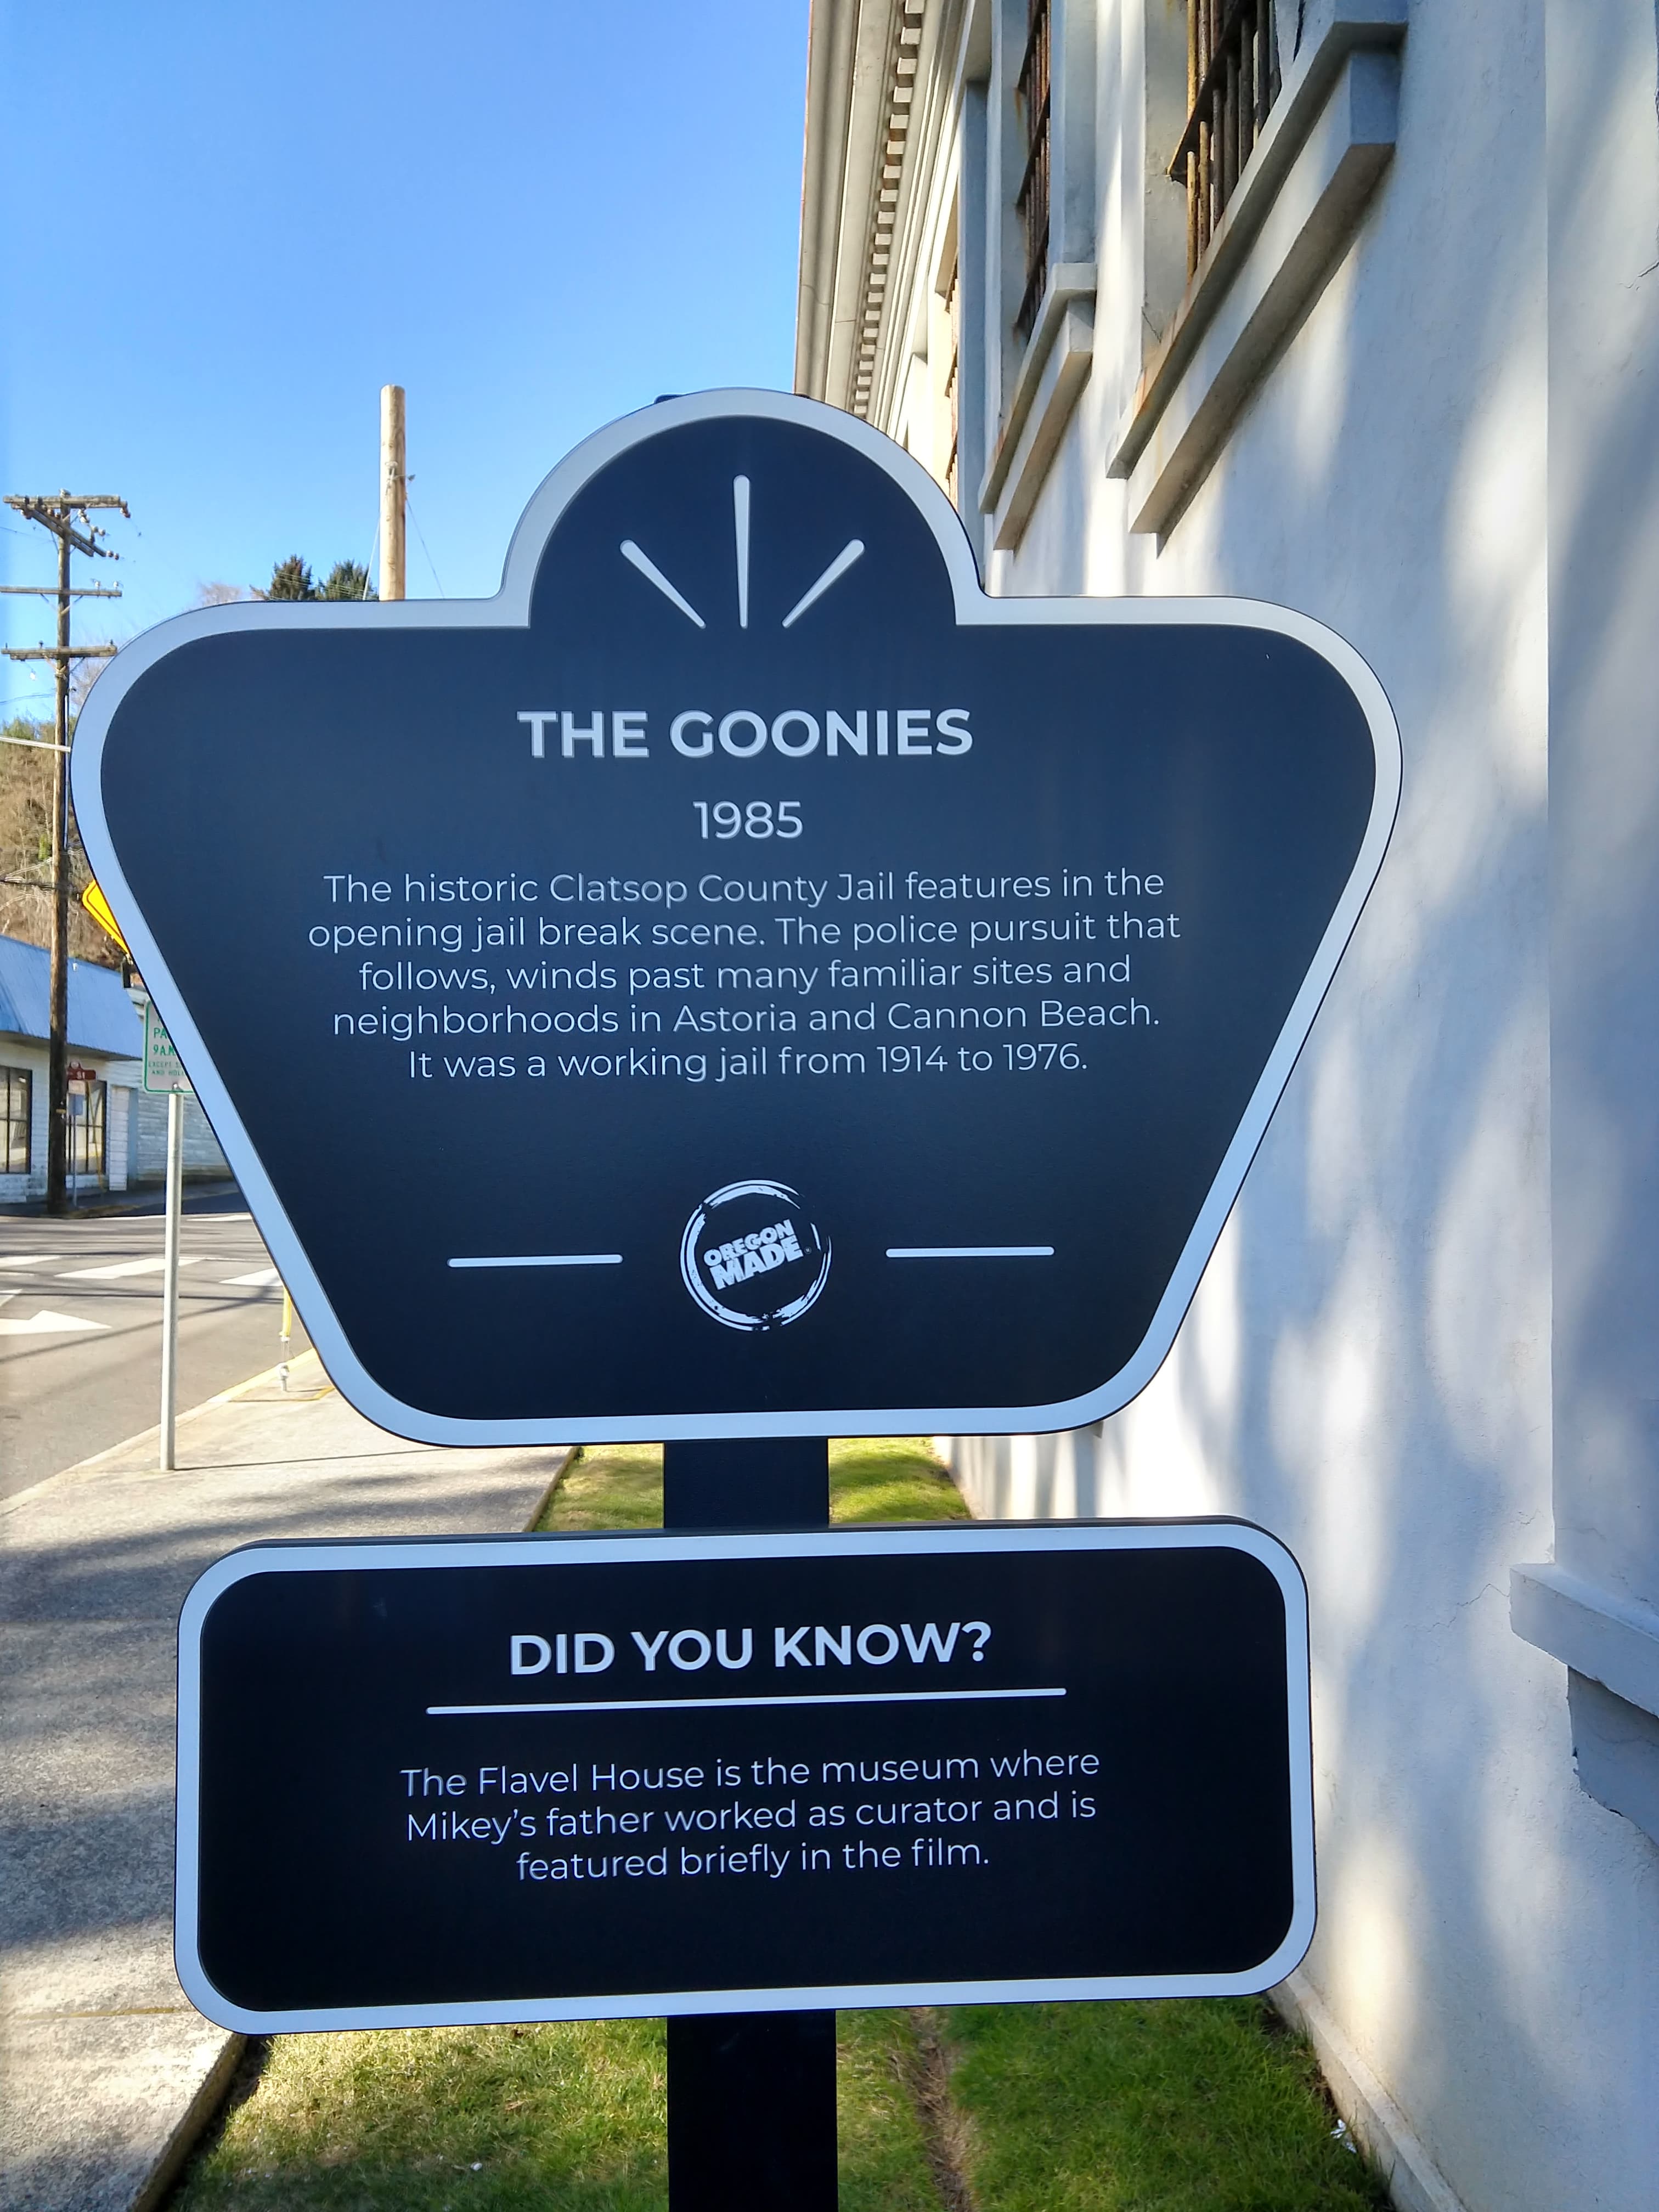 THE GOONIES
1985
The historic Clatsop County Jail features in the
opening jail break scene. The police pursuit that
follows, winds past many familiar sites and
neighborhoods in Astoria and Cannon Beach.
It was a working jail from 1914 to 1976.
OREGON
MADE
DID YOU KNOW?
The Flavel House is the museum where
Mikey's father worked as curator and is
featured briefly in the film.